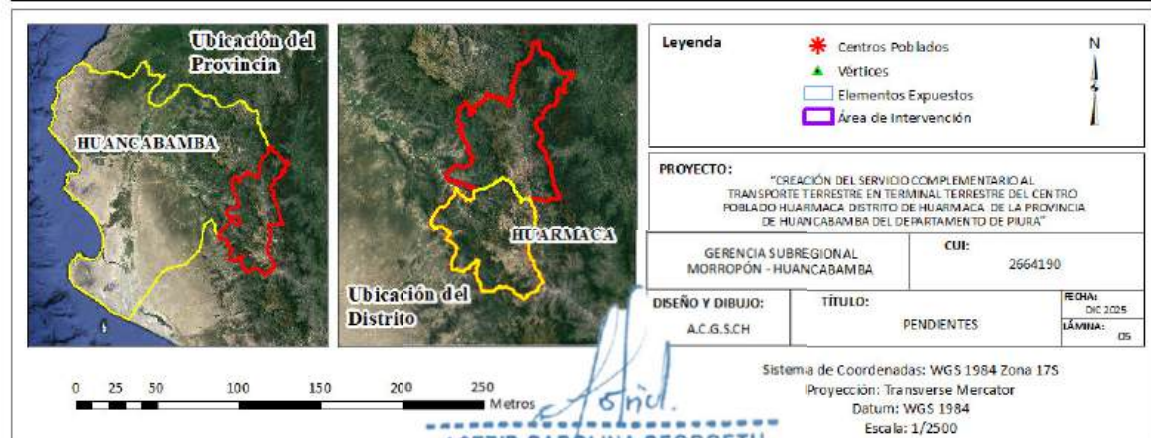 Ubicación del
Provincia
HUANCABAMBA
HUARMACA
Ubicación del
Distrito
Leyenda
Centros Poblados
Vértices
Elementos Expuestos
Área de Intervención
N
PROYECTO:
"CREACIÓN DEL SERVICIO COMPLEMENTARIO AL
TRANSPORTE TERRESTRE EN TERMINAL TERRESTRE DEL CENTRO
POBLADO HUARMACA DISTRITO DE HUARMACA DE LA PROVINCIA
DE HUANCABAMBA DEL DEPARTAMENTO DE PIURA"
GERENCIA SUBREGIONAL
MORROPÓN - HUANCABAMBA
CUI:
2664190
DISEÑO Y DIBUJO:
A.C.G.S.CH
TÍTULO:
PENDIENTES
FECHA:
DIC 2025
LÁMINA:
05
0 25 50 100 150 200 250
Metros
Sistema de Coordenadas: WGS 1984 Zona 17S
Proyección: Transverse Mercator
Datum: WGS 1984
Escala: 1/2500